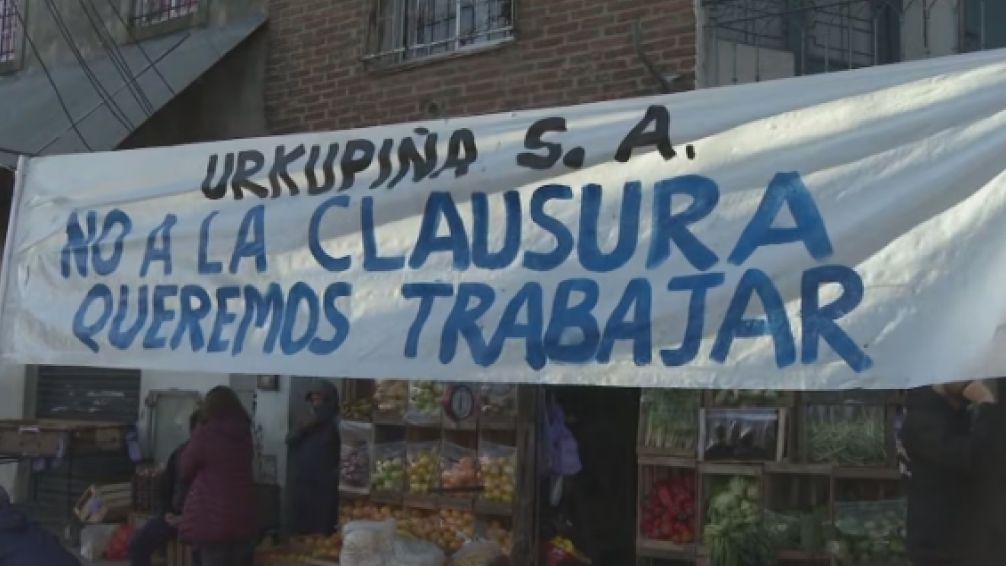 URKUPIÑA S. A.
NO A LA CLAUSURA
QUEREMOS TRABAJAR